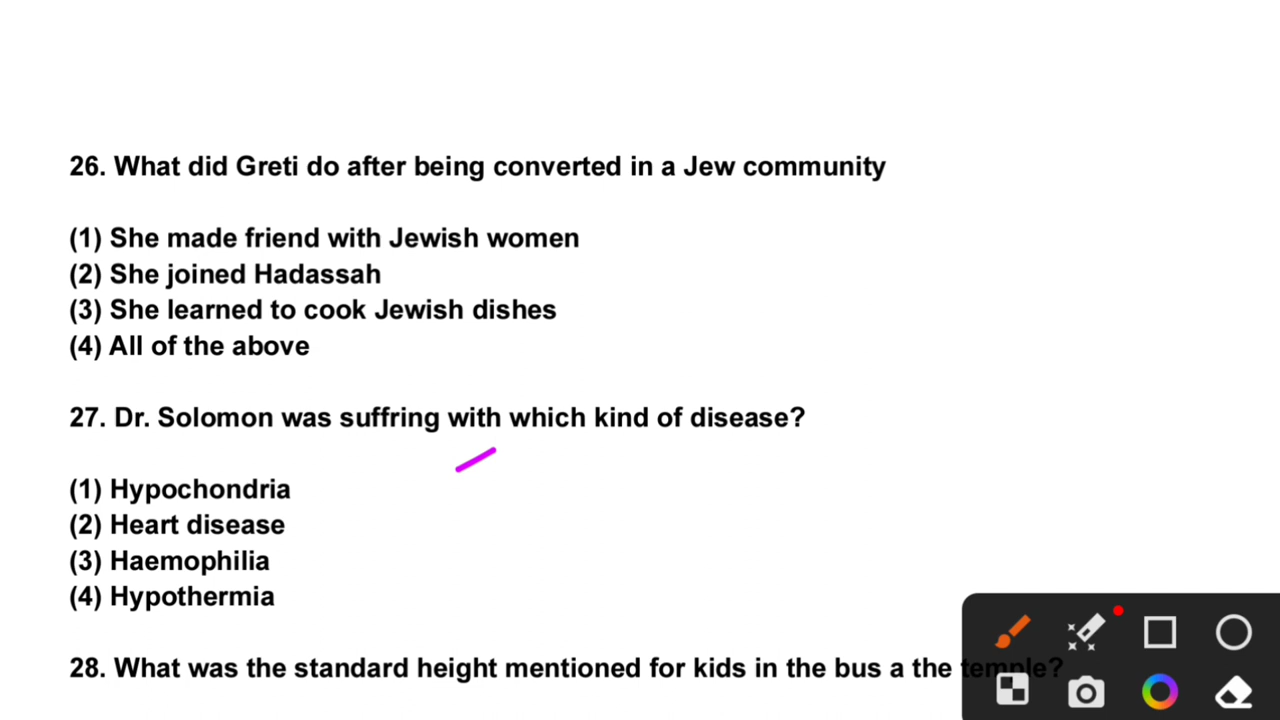 26. What did Greti do after being converted in a Jew community
(1) She made friend with Jewish women
(2) She joined Hadassah
(3) She learned to cook Jewish dishes
(4) All of the above
27. Dr. Solomon was suffring with which kind of disease?
(1) Hypochondria
(2) Heart disease
(3) Haemophilia
(4) Hypothermia
28. What was the standard height mentioned for kids in the bus a the temple?